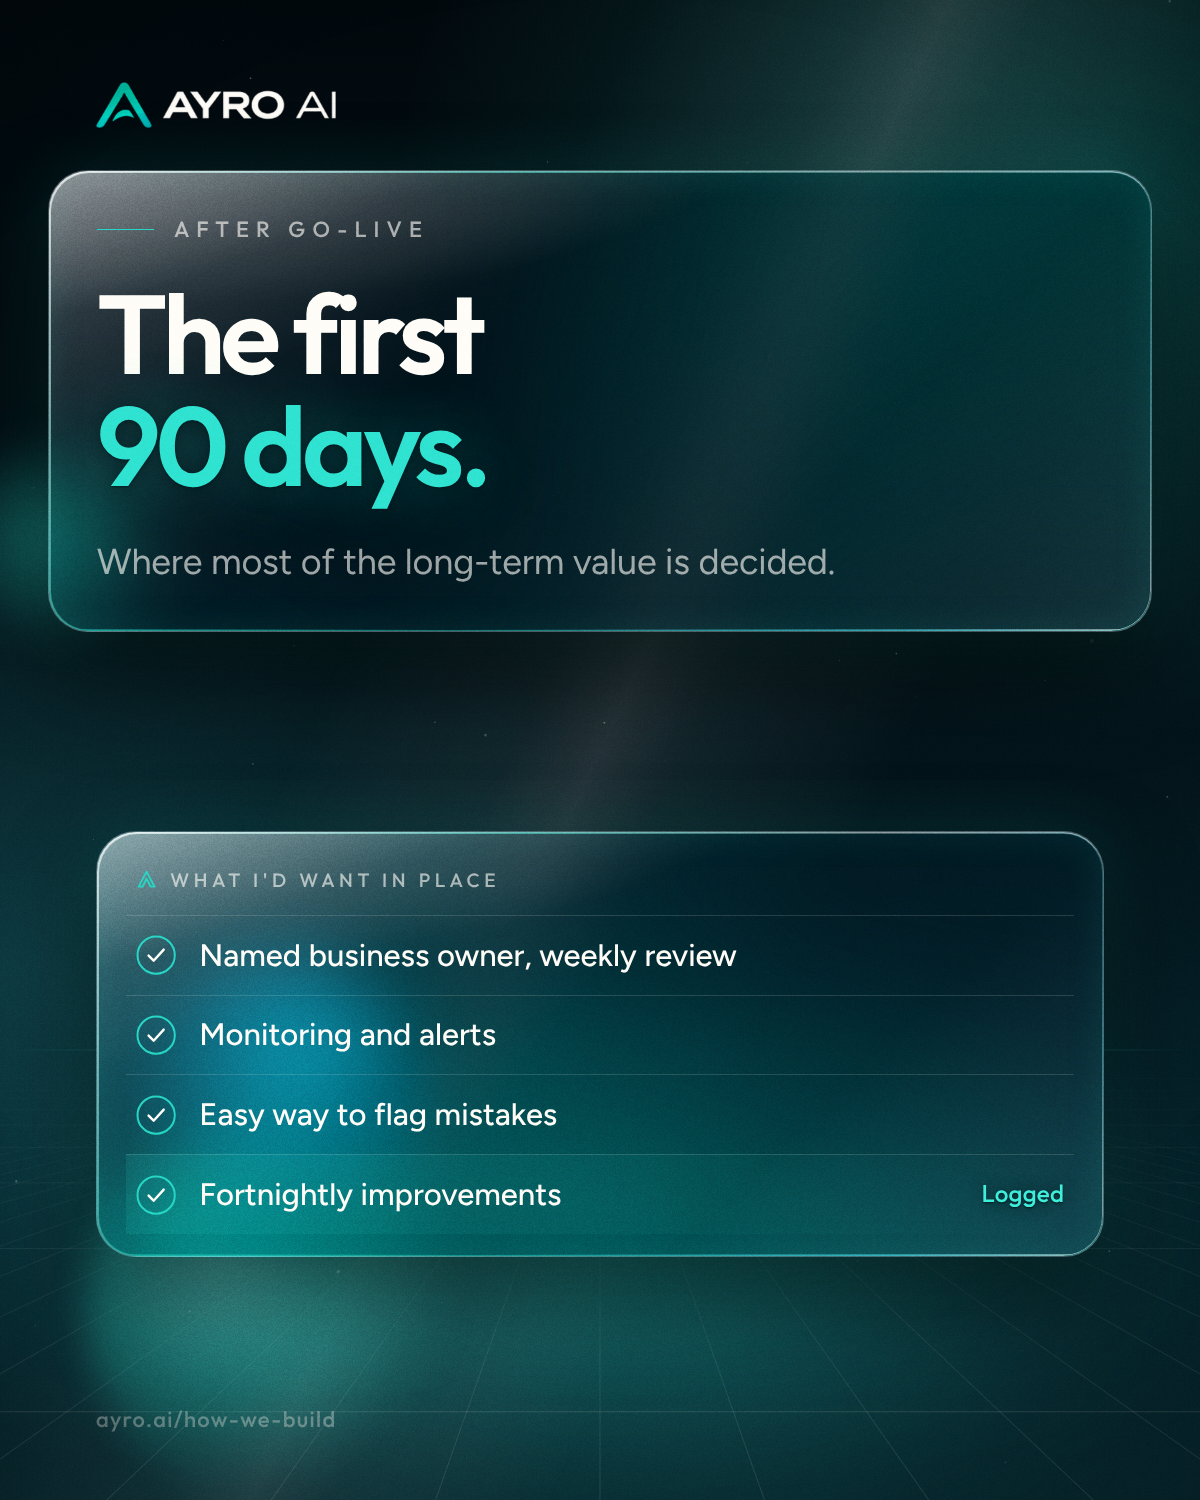 AYRO AI
AFTER GO-LIVE
The first
90 days.
Where most of the long-term value is decided.
WHAT I'D WANT IN PLACE
Named business owner, weekly review
Monitoring and alerts
Easy way to flag mistakes
Fortnightly improvements
Logged
ayro.ai/how-we-build